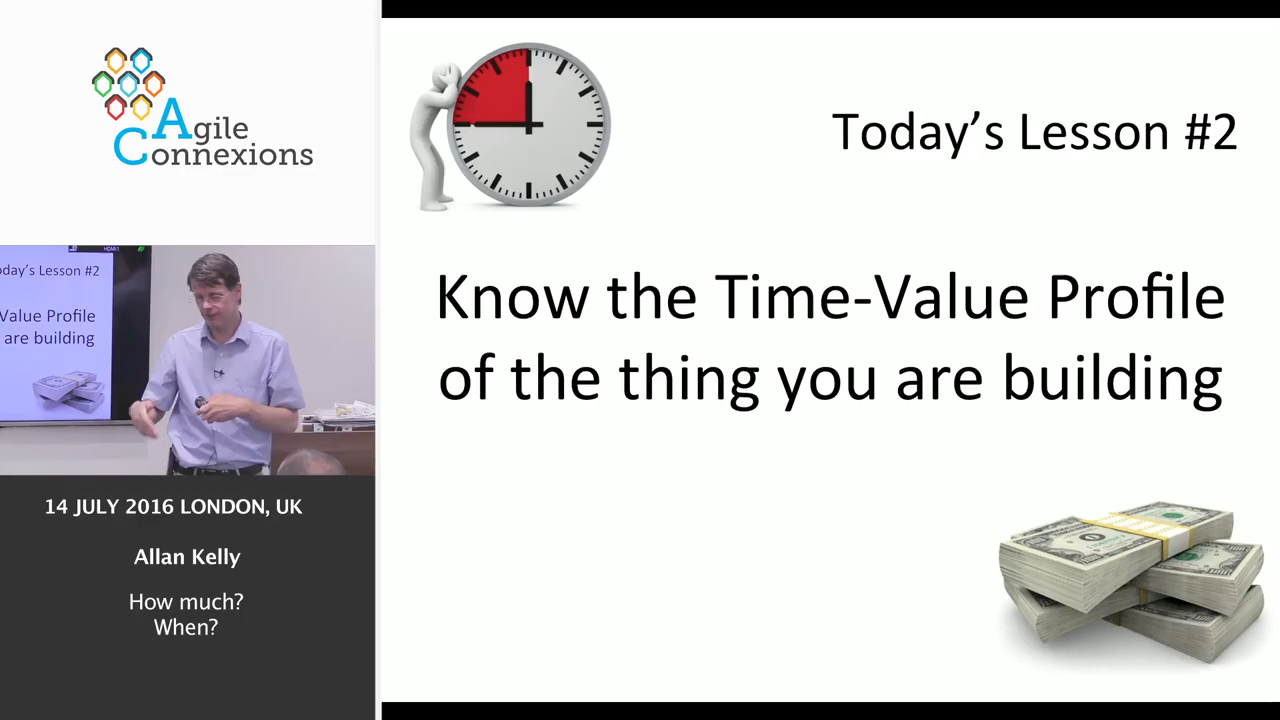 Agile
Connexions
HDMI1
oday's Lesson #2
Value Profile
are building
14 JULY 2016 LONDON, UK
Allan Kelly
How much?
When?
Today's Lesson #2
Know the Time-Value Profile
of the thing you are building